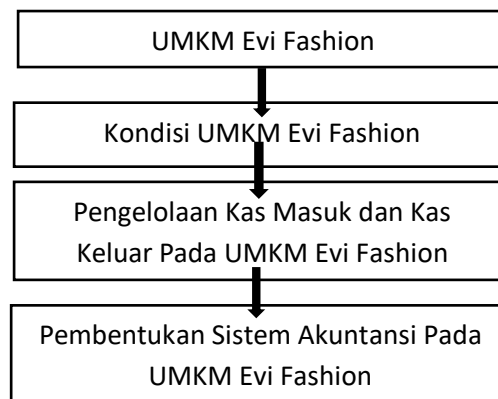 UMKM Evi Fashion
Kondisi UMKM Evi Fashion
Pengelolaan Kas Masuk dan Kas
Keluar Pada UMKM Evi Fashion
Pembentukan Sistem Akuntansi Pada
UMKM Evi Fashion